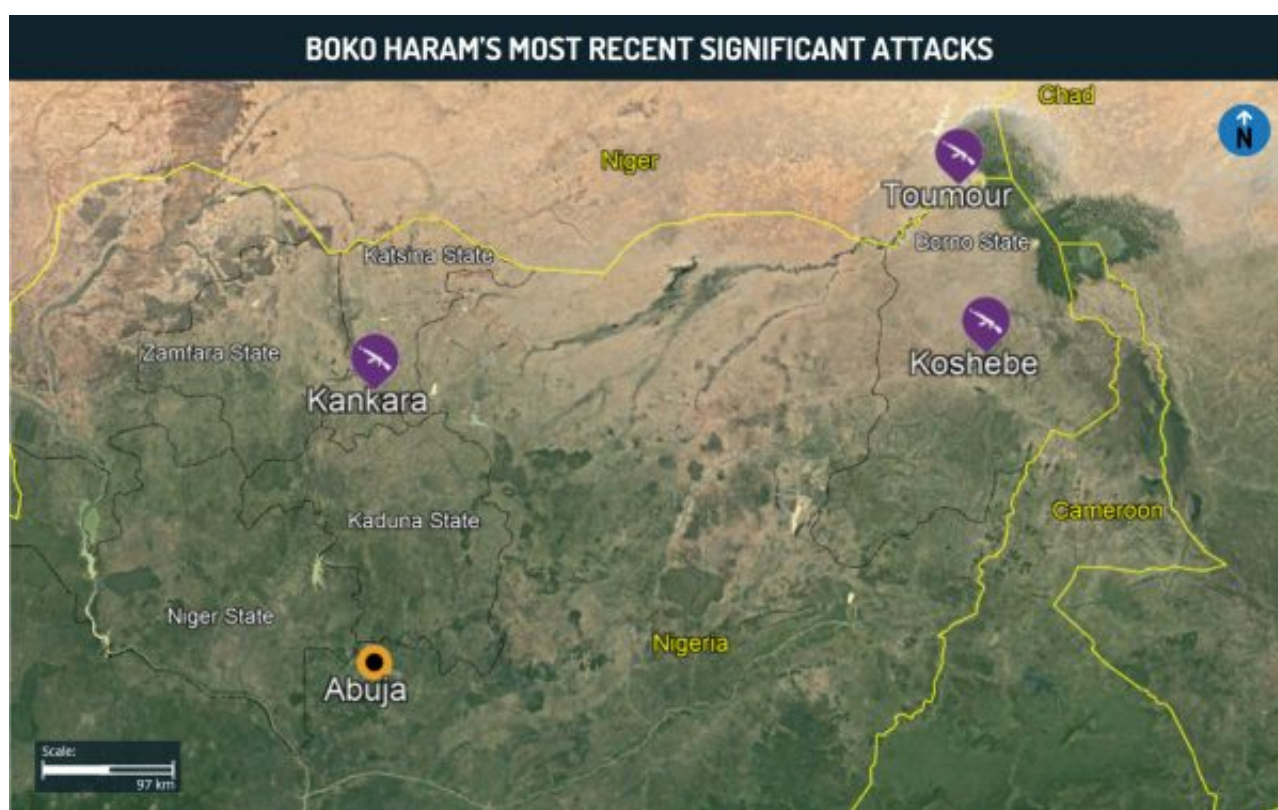 BOKO HARAM'S MOST RECENT SIGNIFICANT ATTACKS
Chad
N
Niger
Toumour
Borno State
Katsina State
Zamfara State
Kankara
Koshebe
Kaduna State
Cameroon
Niger State
Nigeria
Abuja
Scale:
97 km